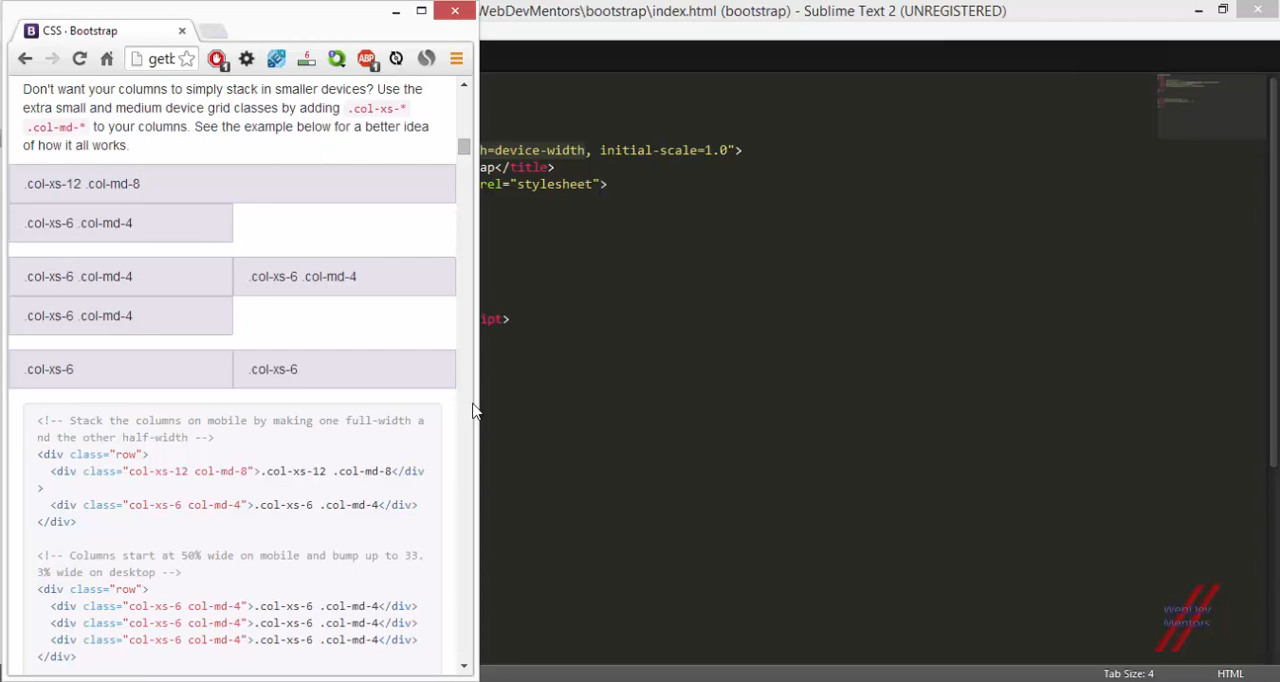 WebDevMentors\bootstrap\index.html (bootstrap) - Sublime Text 2 (UNREGISTERED)
CSS · Bootstrap
gett
1
6
1
Don't want your columns to simply stack in smaller devices? Use the
extra small and medium device grid classes by adding .col-xs-*
.col-md-* to your columns. See the example below for a better idea
of how it all works.
.col-xs-12 .col-md-8
.col-xs-6 .col-md-4
.col-xs-6 .col-md-4 .col-xs-6 .col-md-4
.col-xs-6 .col-md-4
.col-xs-6 .col-xs-6
<!-- Stack the columns on mobile by making one full-width a
nd the other half-width -->
<div class="row">
<div class="col-xs-12 col-md-8">.col-xs-12 .col-md-8</div
>
<div class="col-xs-6 col-md-4">.col-xs-6 .col-md-4</div>
</div>
<!-- Columns start at 50% wide on mobile and bump up to 33.
3% wide on desktop -->
<div class="row">
<div class="col-xs-6 col-md-4">.col-xs-6 .col-md-4</div>
<div class="col-xs-6 col-md-4">.col-xs-6 .col-md-4</div>
<div class="col-xs-6 col-md-4">.col-xs-6 .col-md-4</div>
</div>
h=device-width, initial-scale=1.0">
ap</title>
rel="stylesheet">
ipt>
WebDev
Mentors
Tab Size: 4
HTML